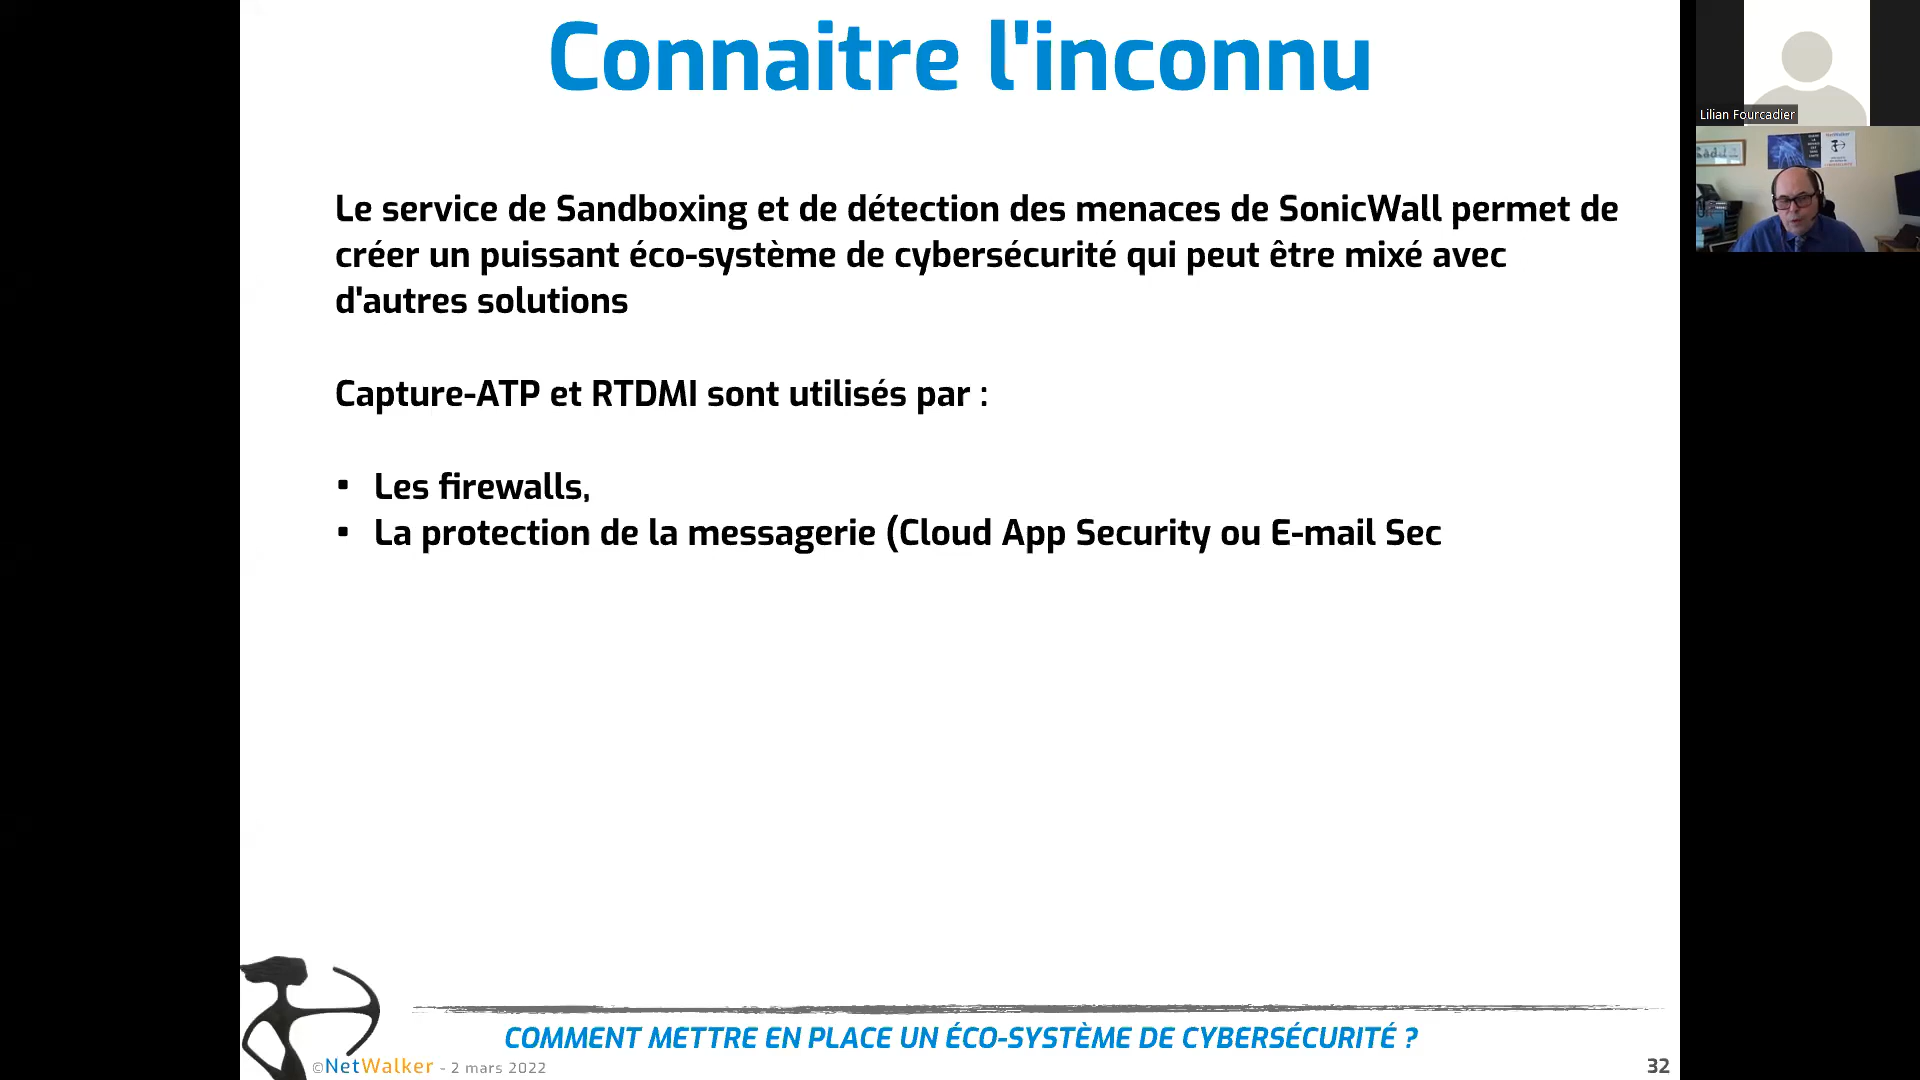 Connaitre l'inconnu
Lilian Fourcadier
Le service de Sandboxing et de détection des menaces de SonicWall permet de
créer un puissant éco-système de cybersécurité qui peut être mixé avec
d'autres solutions
Capture-ATP et RTDMI sont utilisés par :
▪ Les firewalls,
▪ La protection de la messagerie (Cloud App Security ou E-mail Sec
COMMENT METTRE EN PLACE UN ÉCO-SYSTÈME DE CYBERSÉCURITÉ ?
©NetWalker - 2 mars 2022
32